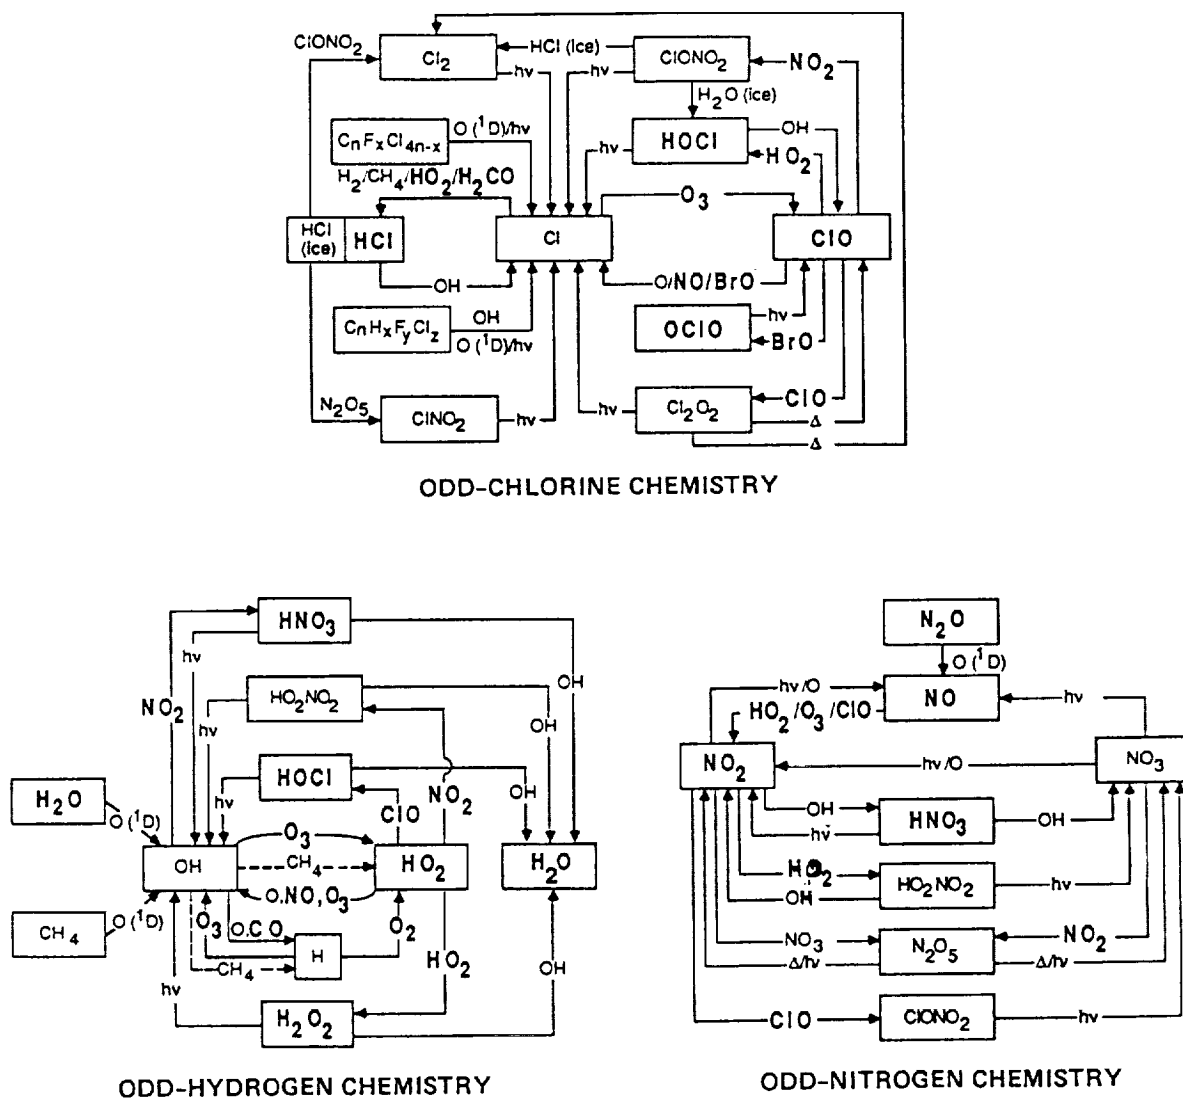 ClONO2
Cl2
HCl (ice)
ClONO2
NO2
hν
hν
H2O (ice)
O (1D)/hν
CnFxCl4n-x
HOCl
OH
hν
HO2
H2/CH4/HO2/H2CO
O3
HCl (ice)
HCl
Cl
ClO
OH
O/NO/BrO
CnHxFyClz
OH
O (1D)/hν
OClO
hν
BrO
N2O5
ClNO2
hν
hν
Cl2O2
ClO
Δ
Δ
ODD-CHLORINE CHEMISTRY
HNO3
hν
OH
NO2
HO2NO2
hν
OH
HOCl
hν
OH
ClO
NO2
H2O
O (1D)
O3
OH
CH4
HO2
H2O
O,NO,O3
CH4
O (1D)
O3
O.CO
H
O2
CH4
HO2
OH
hν
H2O2
ODD-HYDROGEN CHEMISTRY
N2O
O (1D)
hν/O
NO
hν
HO2/O3/ClO
NO2
hν/O
NO3
OH
HNO3
OH
hν
HO2
HO2NO2
hν
OH
NO3
N2O5
NO2
Δ/hν
Δ/hν
ClO
ClONO2
hν
ODD-NITROGEN CHEMISTRY